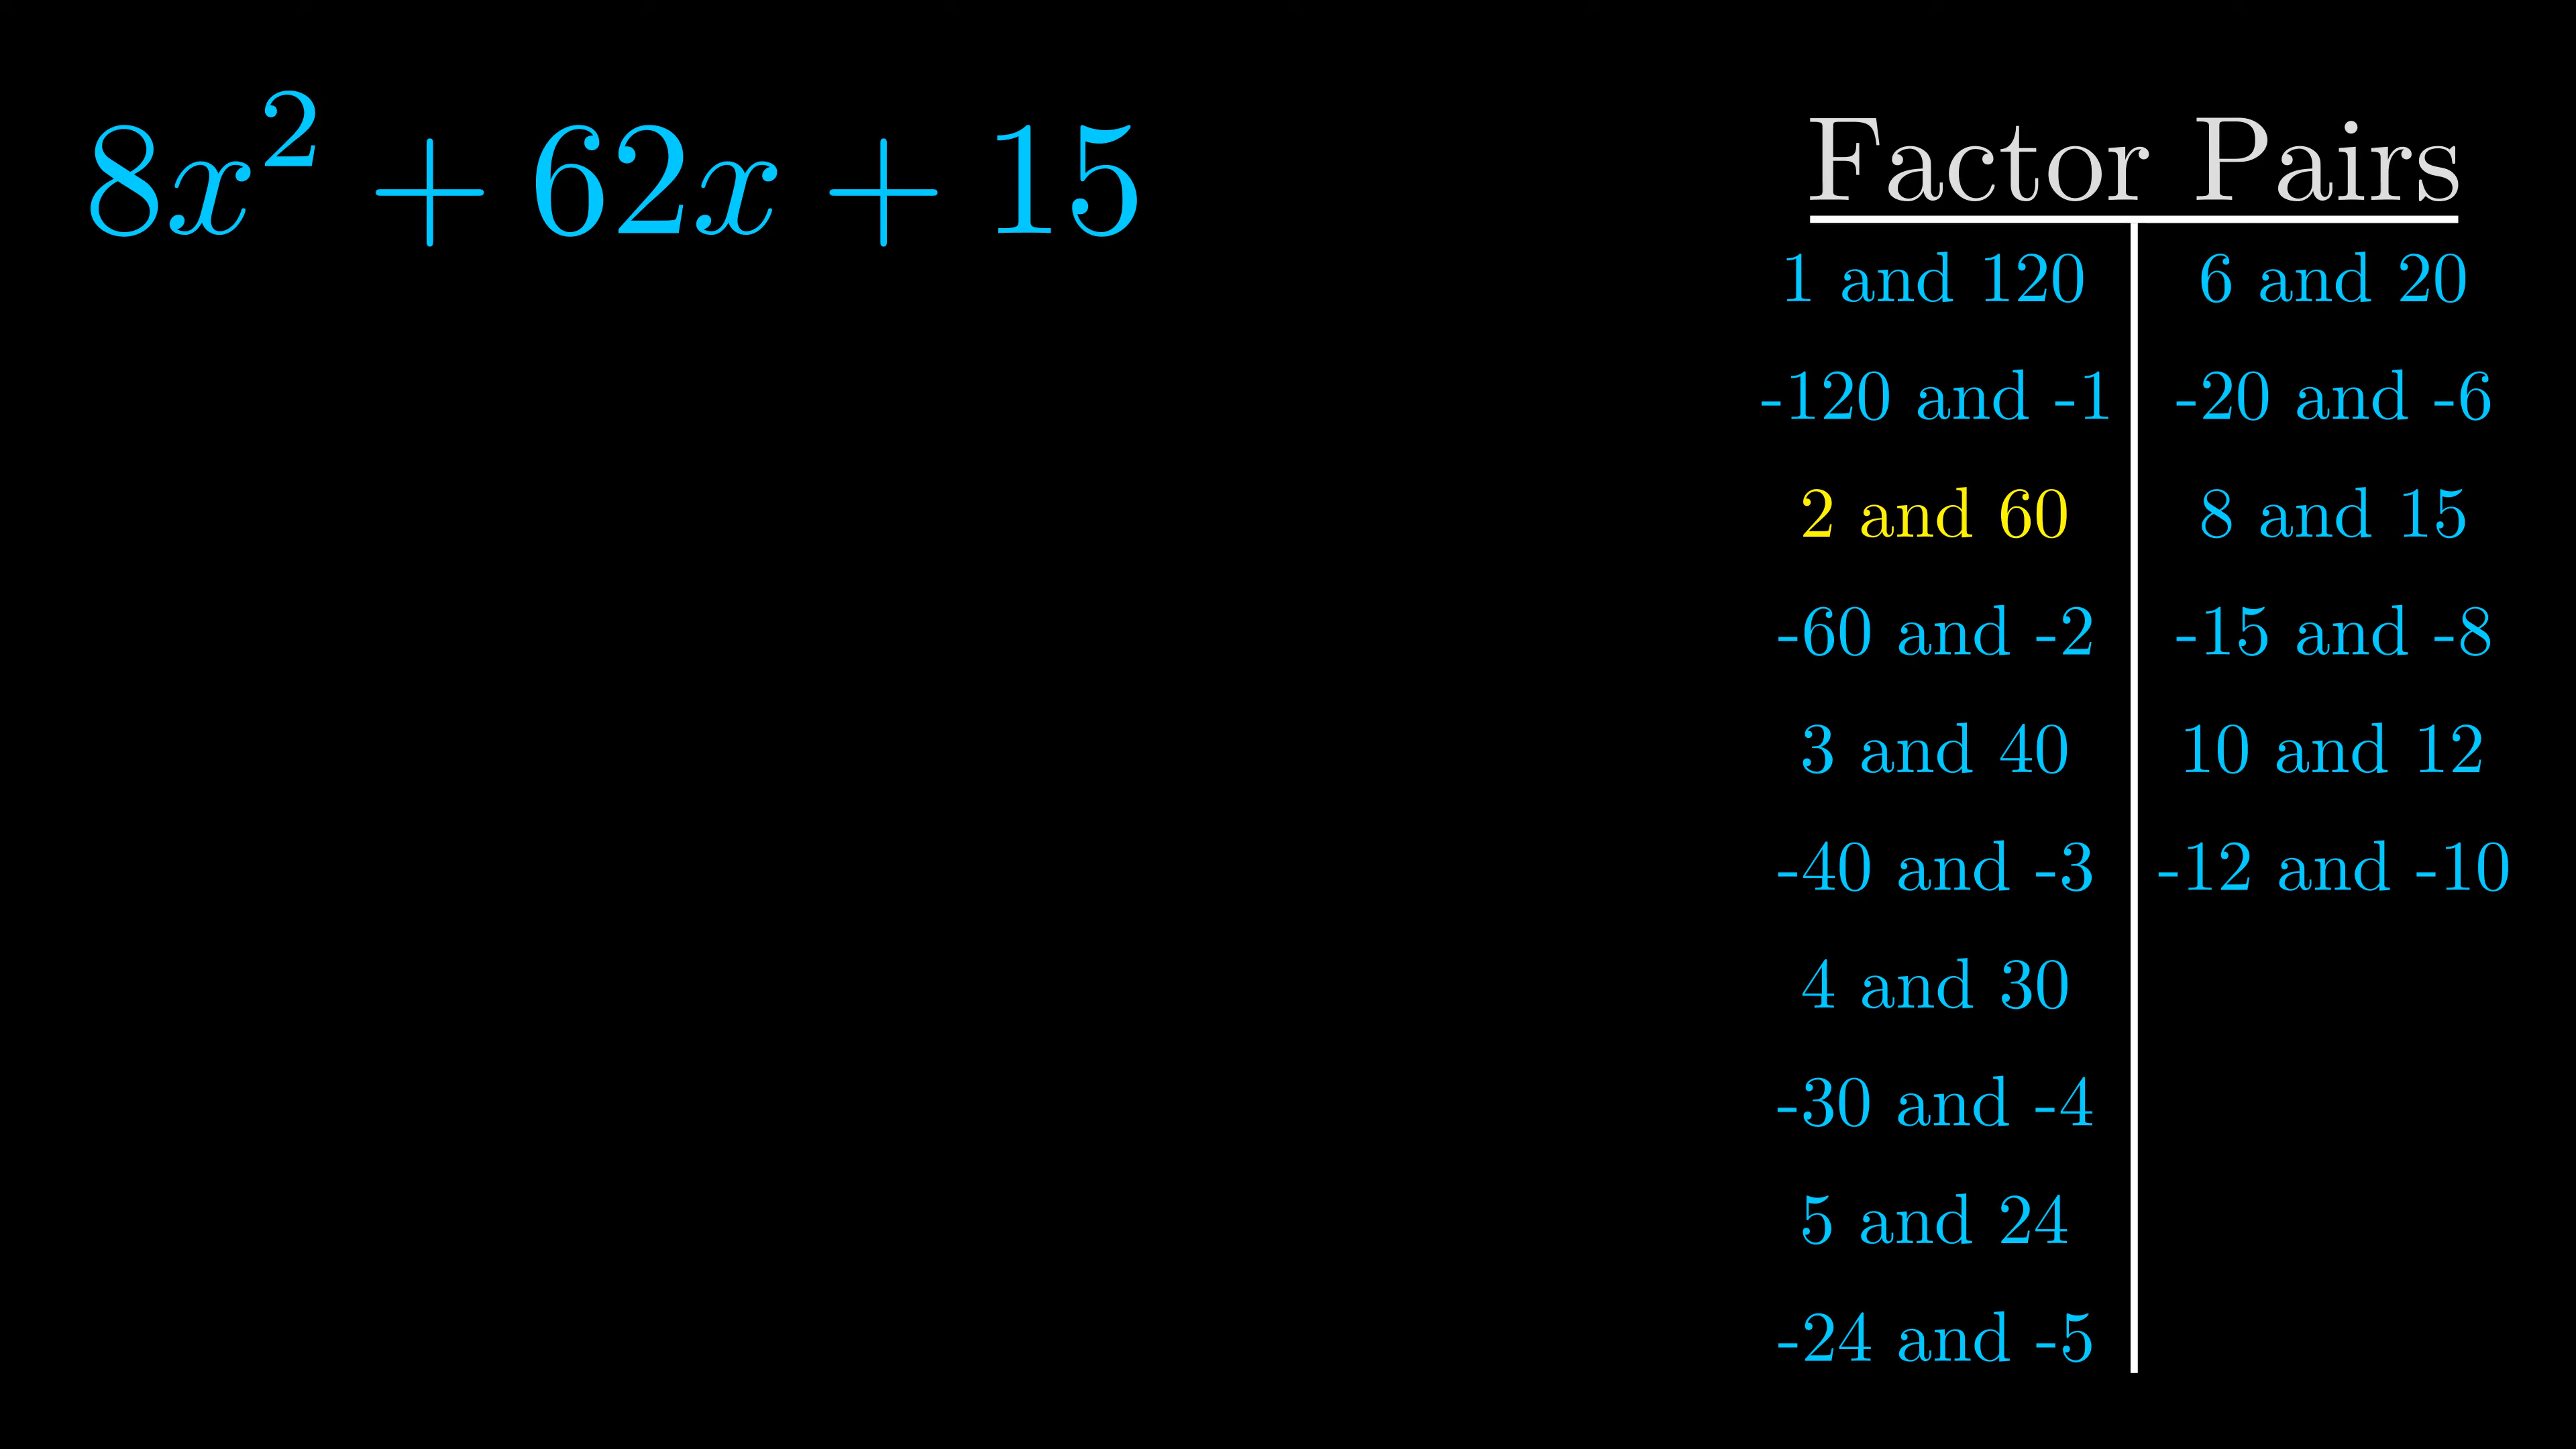 8x² + 62x + 15
Factor Pairs
1 and 120
-120 and -1
2 and 60
-60 and -2
3 and 40
-40 and -3
4 and 30
-30 and -4
5 and 24
-24 and -5
6 and 20
-20 and -6
8 and 15
-15 and -8
10 and 12
-12 and -10